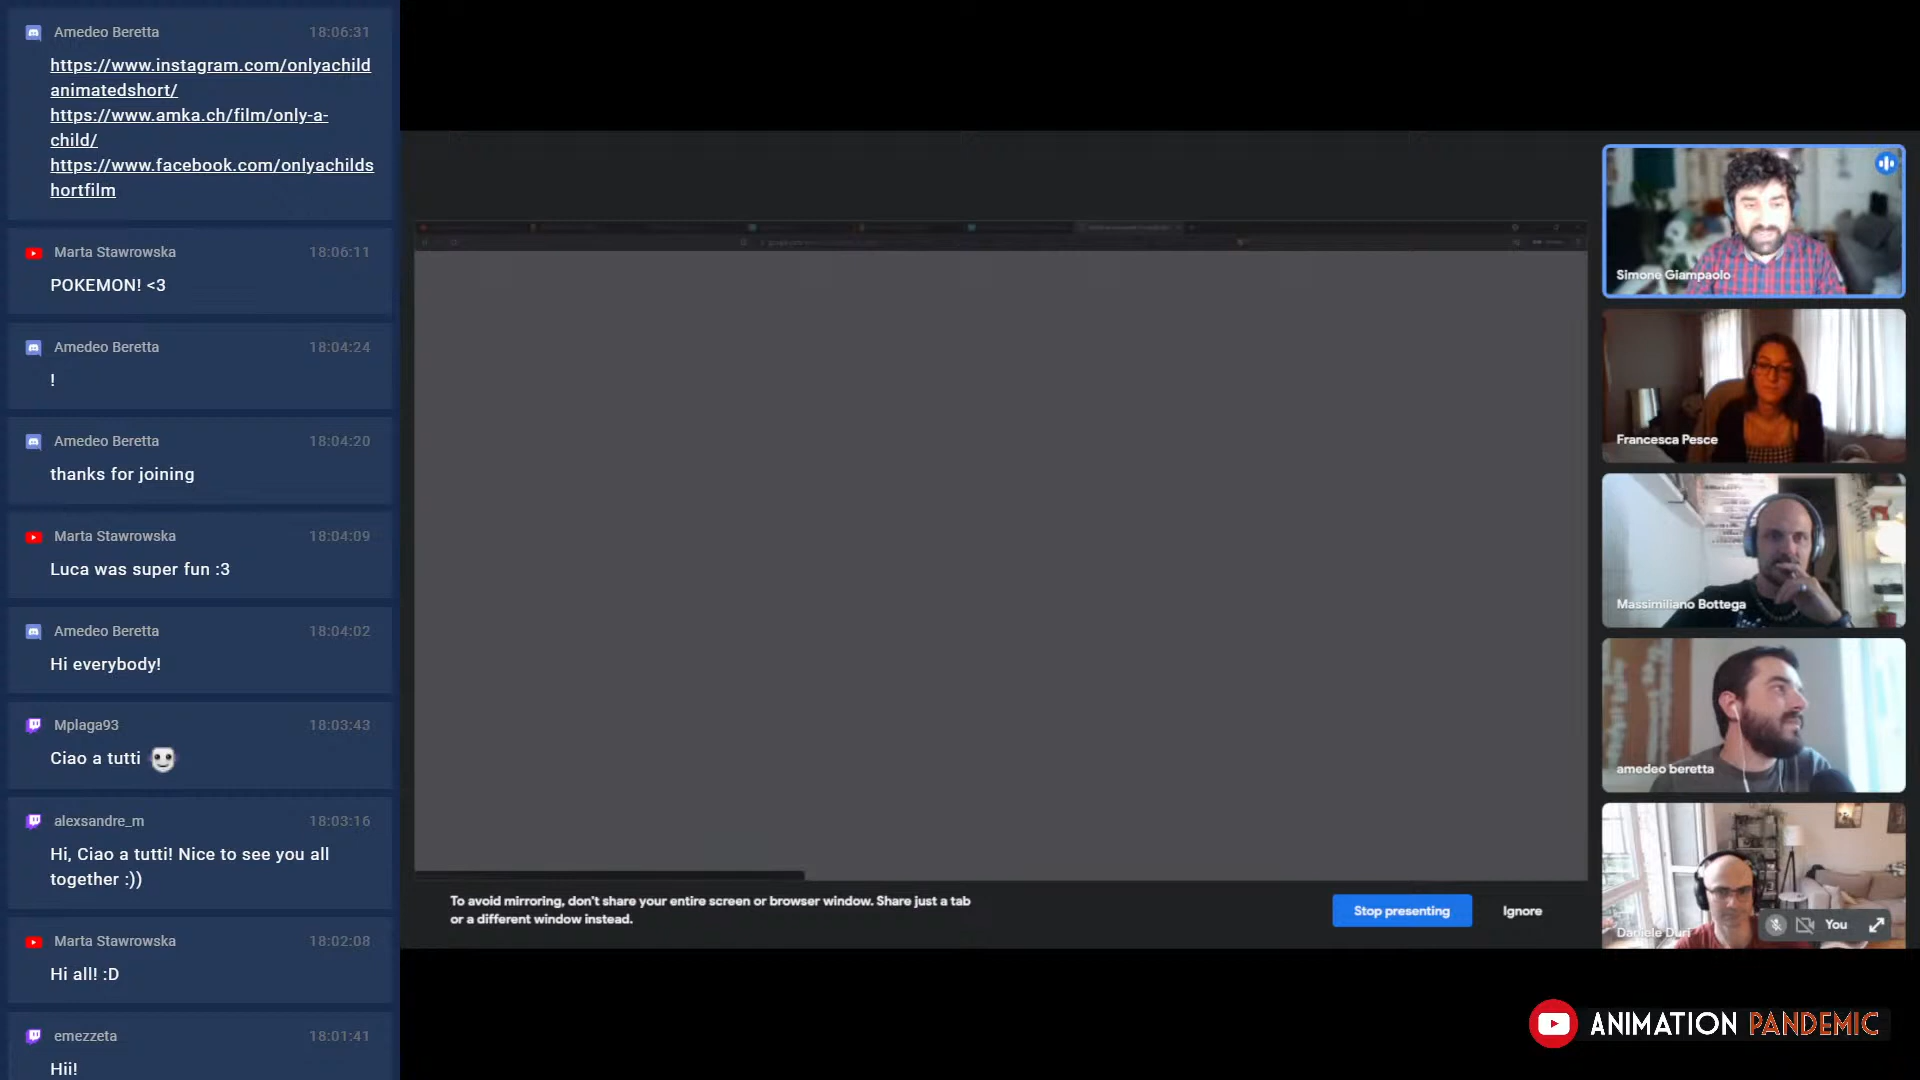 Amedeo Beretta 18:06:31
https://www.instagram.com/onlyachild
animatedshort/
https://www.amka.ch/film/only-a-
child/
https://www.facebook.com/onlyachilds
hortfilm
Marta Stawrowska 18:06:11
POKEMON! <3
Amedeo Beretta 18:04:24
!
Amedeo Beretta 18:04:20
thanks for joining
Marta Stawrowska 18:04:09
Luca was super fun :3
Amedeo Beretta 18:04:02
Hi everybody!
Mplaga93 18:03:43
Ciao a tutti
alexsandre_m 18:03:16
Hi, Ciao a tutti! Nice to see you all
together :))
Marta Stawrowska 18:02:08
Hi all! :D
emezzeta 18:01:41
Hii!
To avoid mirroring, don't share your entire screen or browser window. Share just a tab
or a different window instead.
Stop presenting
Ignore
Simone Giampaolo
Francesca Pesce
Massimiliano Bottega
amedeo beretta
Daniele Duri
You
ANIMATION PANDEMIC